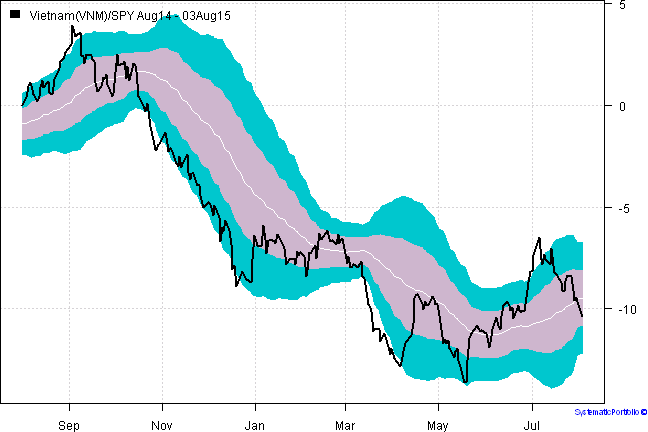 Vietnam(VNM)/SPY Aug14 - 03Aug15
5
0
-5
-10
Sep Nov Jan Mar May Jul
SystematicPortfolio ©